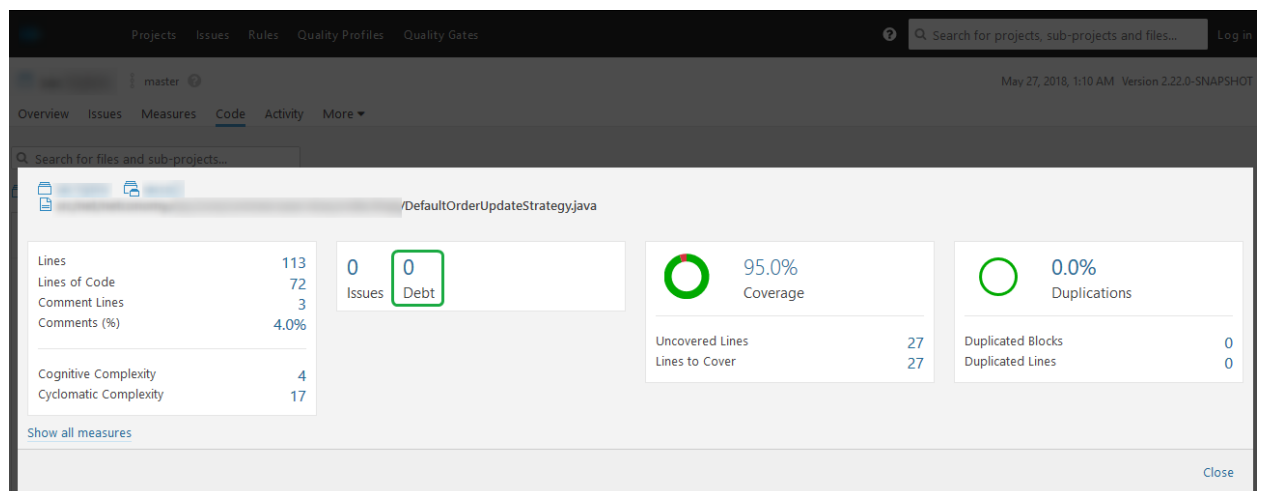 Projects Issues Rules Quality Profiles Quality Gates Search for projects, sub-projects and files... Log in
master May 27, 2018, 1:10 AM Version 2.22.0-SNAPSHOT
Overview Issues Measures Code Activity More
Search for files and sub-projects...
/DefaultOrderUpdateStrategy.java
Lines 113
Lines of Code 72
Comment Lines 3
Comments (%) 4.0%
Cognitive Complexity 4
Cyclomatic Complexity 17
0 0
Issues Debt
95.0%
Coverage
Uncovered Lines 27
Lines to Cover 27
0.0%
Duplications
Duplicated Blocks 0
Duplicated Lines 0
Show all measures
Close